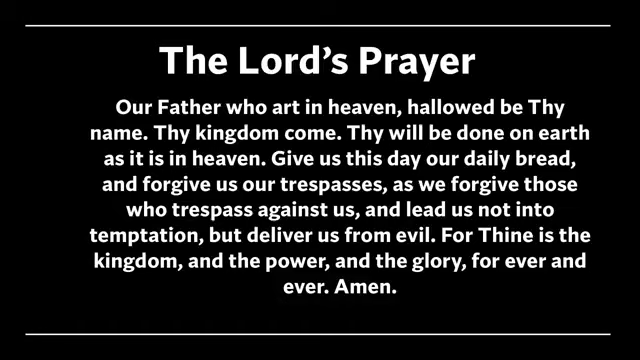 The Lord’s Prayer
Our Father who art in heaven, hallowed be Thy
name. Thy kingdom come. Thy will be done on earth
as it is in heaven. Give us this day our daily bread,
and forgive us our trespasses, as we forgive those
who trespass against us, and lead us not into
temptation, but deliver us from evil. For Thine is the
kingdom, and the power, and the glory, for ever and
ever. Amen.